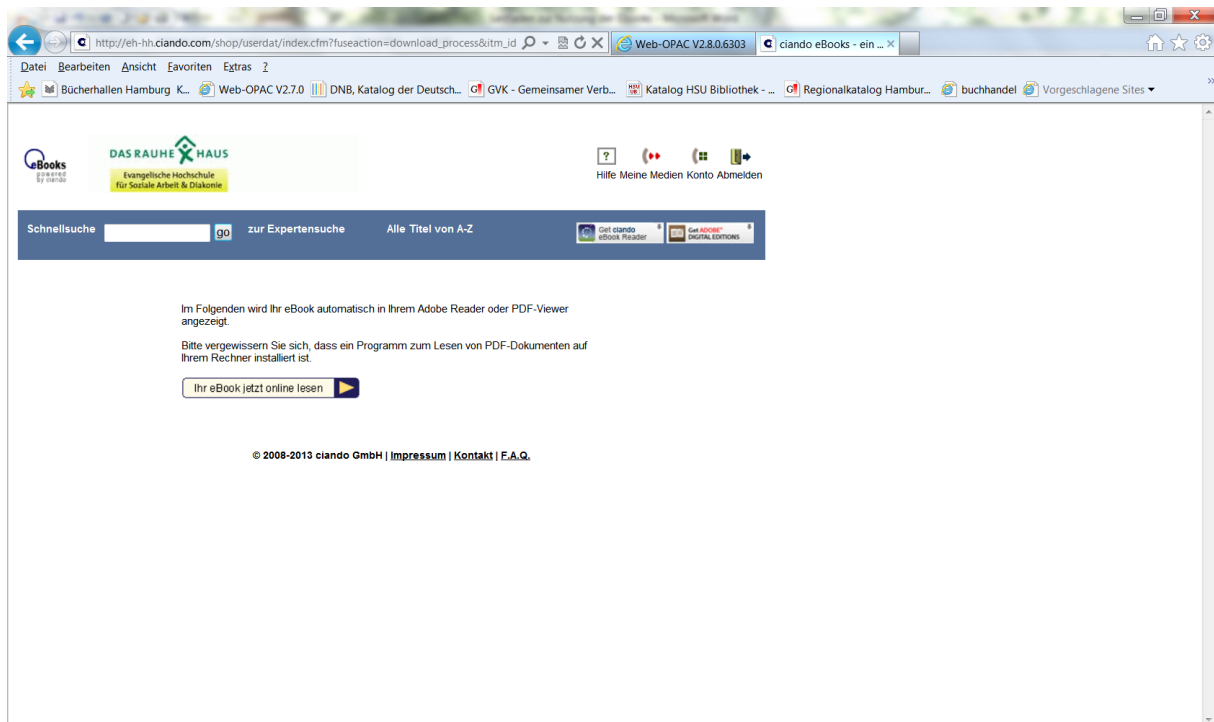 http://eh-hh.ciando.com/shop/userdat/index.cfm?fuseaction=download_process&itm_id
Web-OPAC V2.8.0.6303
ciando eBooks - ein ...
Datei Bearbeiten Ansicht Favoriten Extras ?
Bücherhallen Hamburg K... Web-OPAC V2.7.0 DNB, Katalog der Deutsch... GVK - Gemeinsamer Verb... Katalog HSU Bibliothek - ... Regionalkatalog Hambur... buchhandel Vorgeschlagene Sites
eBooks
powered
by ciando
DAS RAUHE HAUS
Evangelische Hochschule
für Soziale Arbeit & Diakonie
Hilfe Meine Medien Konto Abmelden
Schnellsuche go zur Expertensuche Alle Titel von A-Z
Get ciando
eBook Reader
Get ADOBE®
DIGITAL EDITIONS
Im Folgenden wird Ihr eBook automatisch in Ihrem Adobe Reader oder PDF-Viewer
angezeigt.
Bitte vergewissern Sie sich, dass ein Programm zum Lesen von PDF-Dokumenten auf
Ihrem Rechner installiert ist.
Ihr eBook jetzt online lesen
© 2008-2013 ciando GmbH | Impressum | Kontakt | F.A.Q.